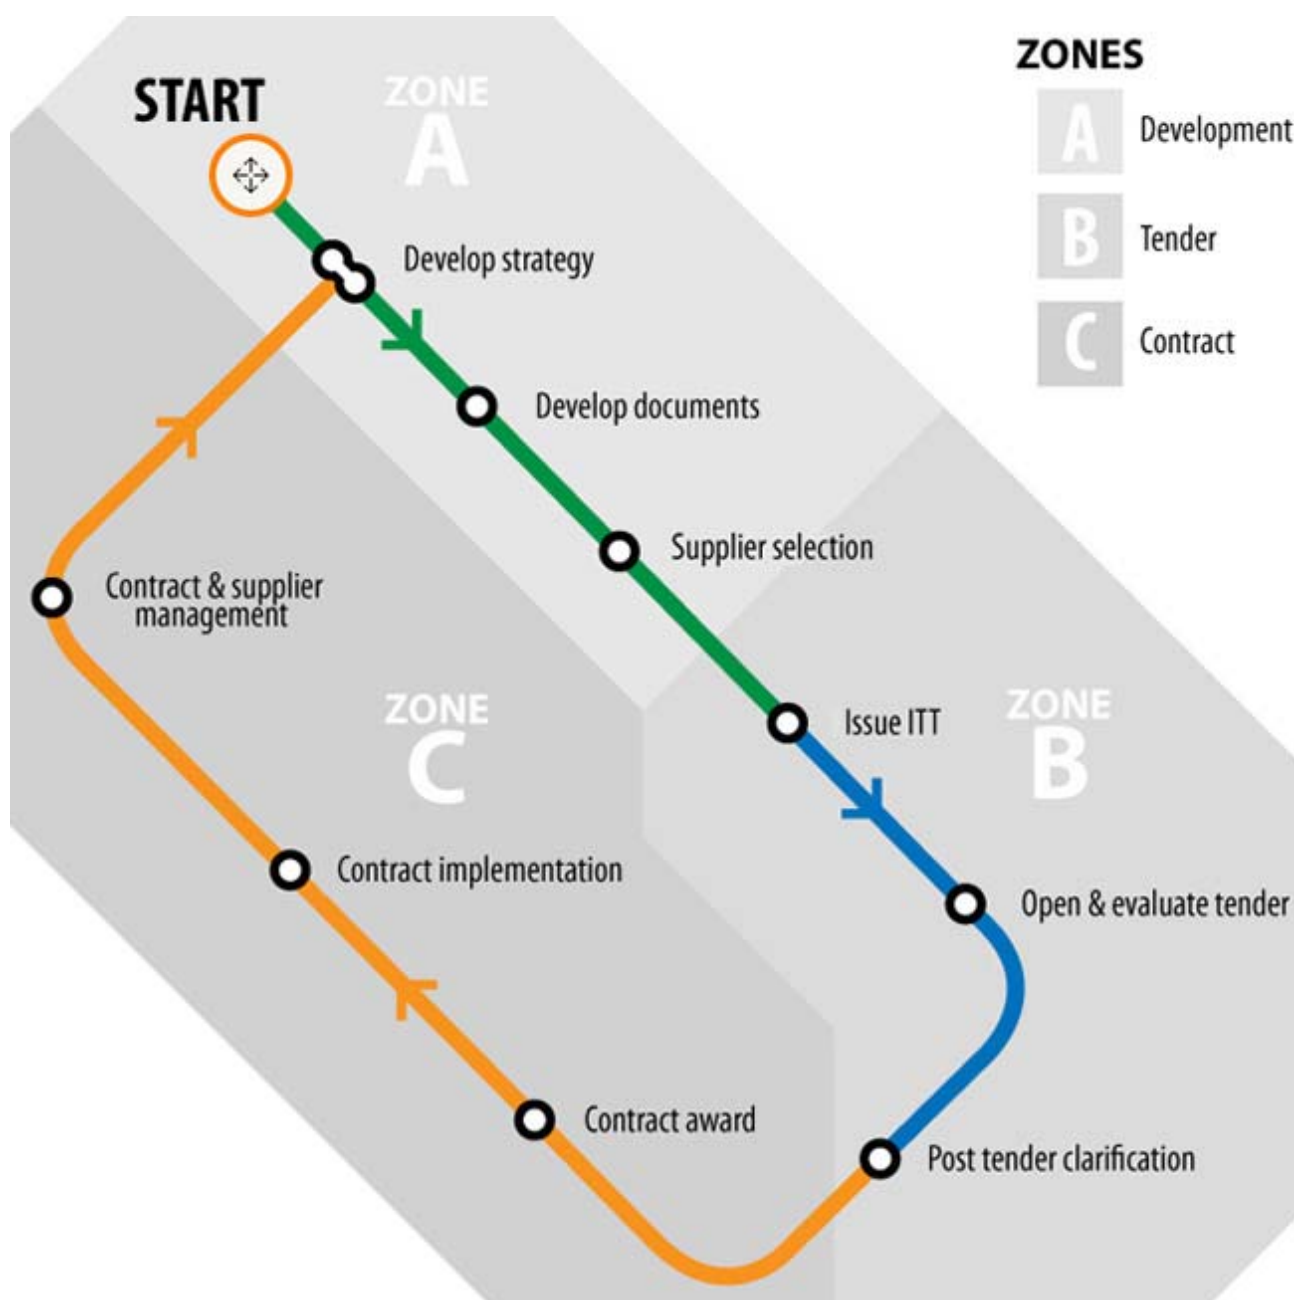 START
ZONE
A
ZONES
A Development
B Tender
C Contract
Develop strategy
Develop documents
Supplier selection
Contract & supplier
management
ZONE
C
Issue ITT
ZONE
B
Contract implementation
Open & evaluate tender
Contract award
Post tender clarification